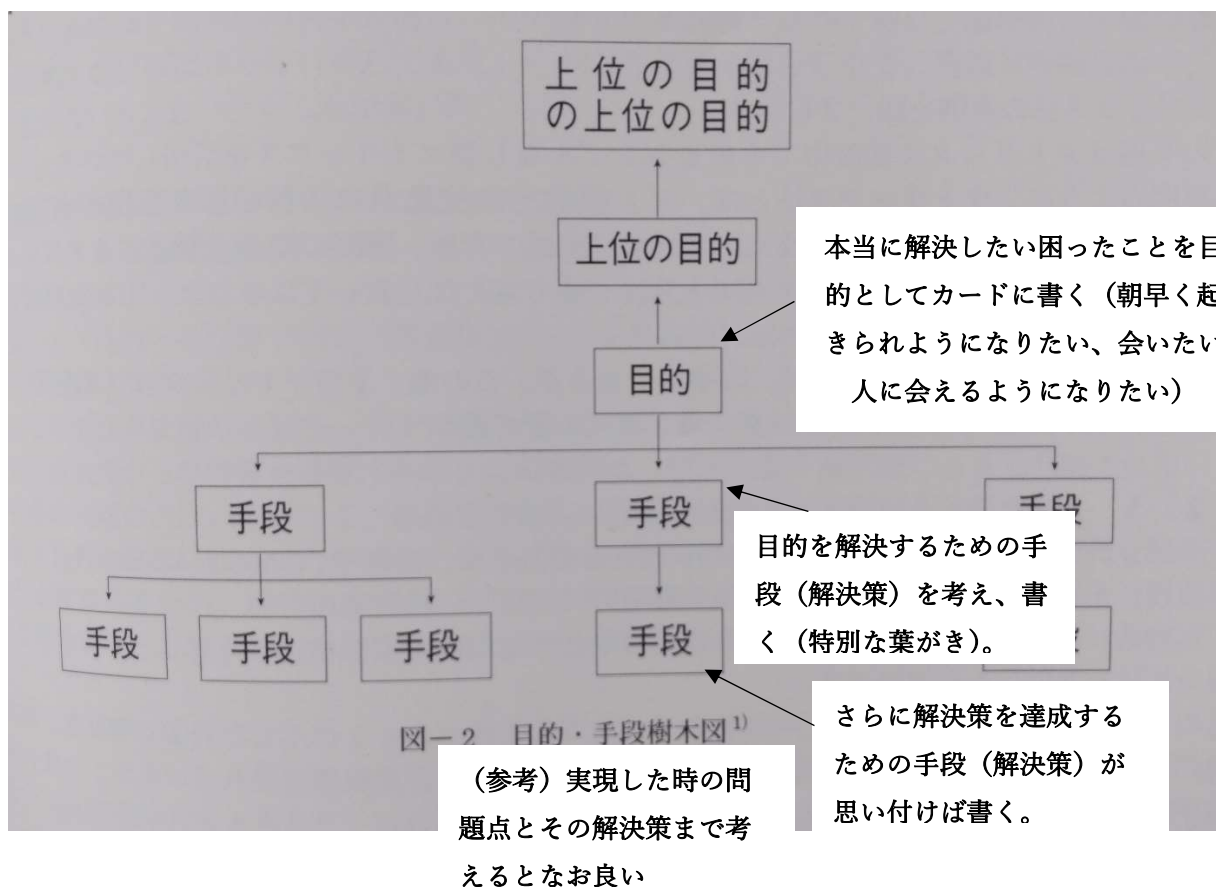 上位の目的
の上位の目的
上位の目的
本当に解決したい困ったことを目
的としてカードに書く（朝早く起
きられようになりたい、会いたい
人に会えるようになりたい）
目的
手段
手段
手段
目的を解決するための手
段（解決策）を考え、書
く（特別な葉がき）。
手段
手段
手段
手段
さらに解決策を達成する
ための手段（解決策）が
思い付けば書く。
図－2 目的・手段樹木図1)
（参考）実現した時の問
題点とその解決策まで考
えるとなお良い